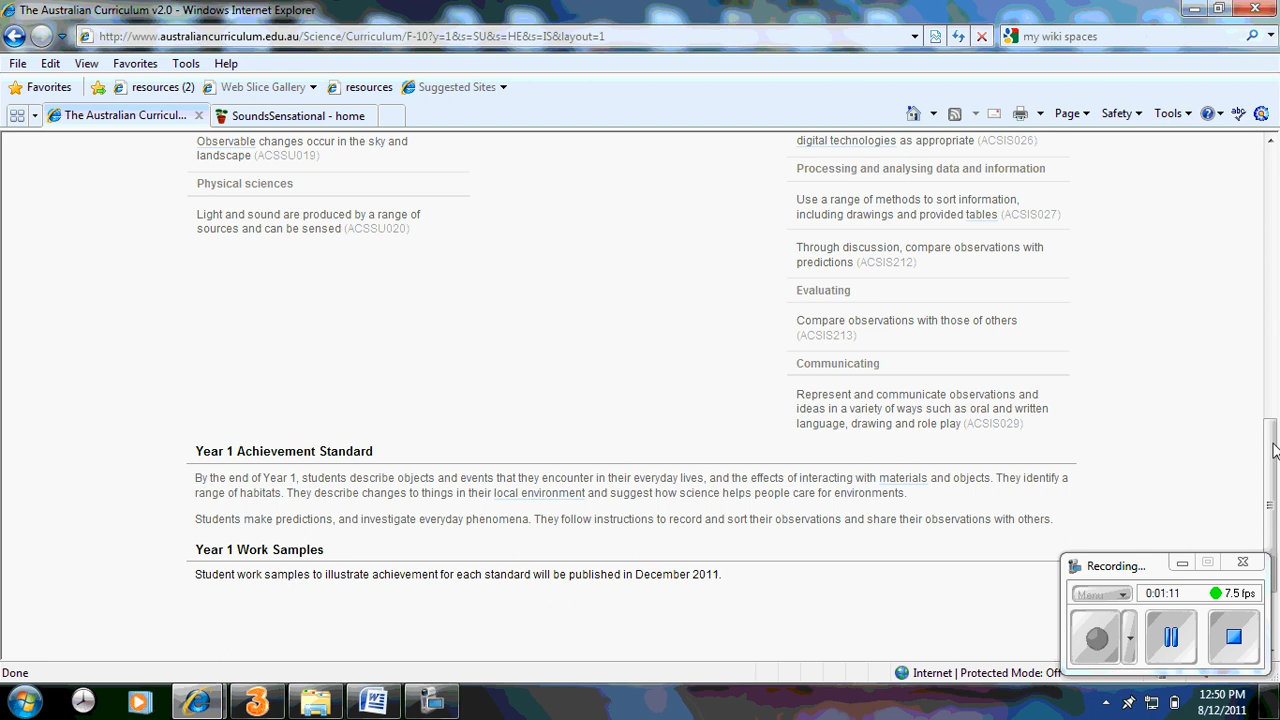 The Australian Curriculum v2.0 - Windows Internet Explorer
http://www.australiancurriculum.edu.au/Science/Curriculum/F-10?y=1&s=SU&s=HE&s=IS&layout=1
my wiki spaces
File Edit View Favorites Tools Help
Favorites resources (2) Web Slice Gallery resources Suggested Sites
The Australian Curricul... SoundsSensational - home
Page Safety Tools
Observable changes occur in the sky and
landscape (ACSSU019)
Physical sciences
Light and sound are produced by a range of
sources and can be sensed (ACSSU020)
digital technologies as appropriate (ACSIS026)
Processing and analysing data and information
Use a range of methods to sort information,
including drawings and provided tables (ACSIS027)
Through discussion, compare observations with
predictions (ACSIS212)
Evaluating
Compare observations with those of others
(ACSIS213)
Communicating
Represent and communicate observations and
ideas in a variety of ways such as oral and written
language, drawing and role play (ACSIS029)
Year 1 Achievement Standard
By the end of Year 1, students describe objects and events that they encounter in their everyday lives, and the effects of interacting with materials and objects. They identify a
range of habitats. They describe changes to things in their local environment and suggest how science helps people care for environments.
Students make predictions, and investigate everyday phenomena. They follow instructions to record and sort their observations and share their observations with others.
Year 1 Work Samples
Student work samples to illustrate achievement for each standard will be published in December 2011.
Recording...
Menu 0:01:11 7.5 fps
Done Internet | Protected Mode: Off
12:50 PM
8/12/2011